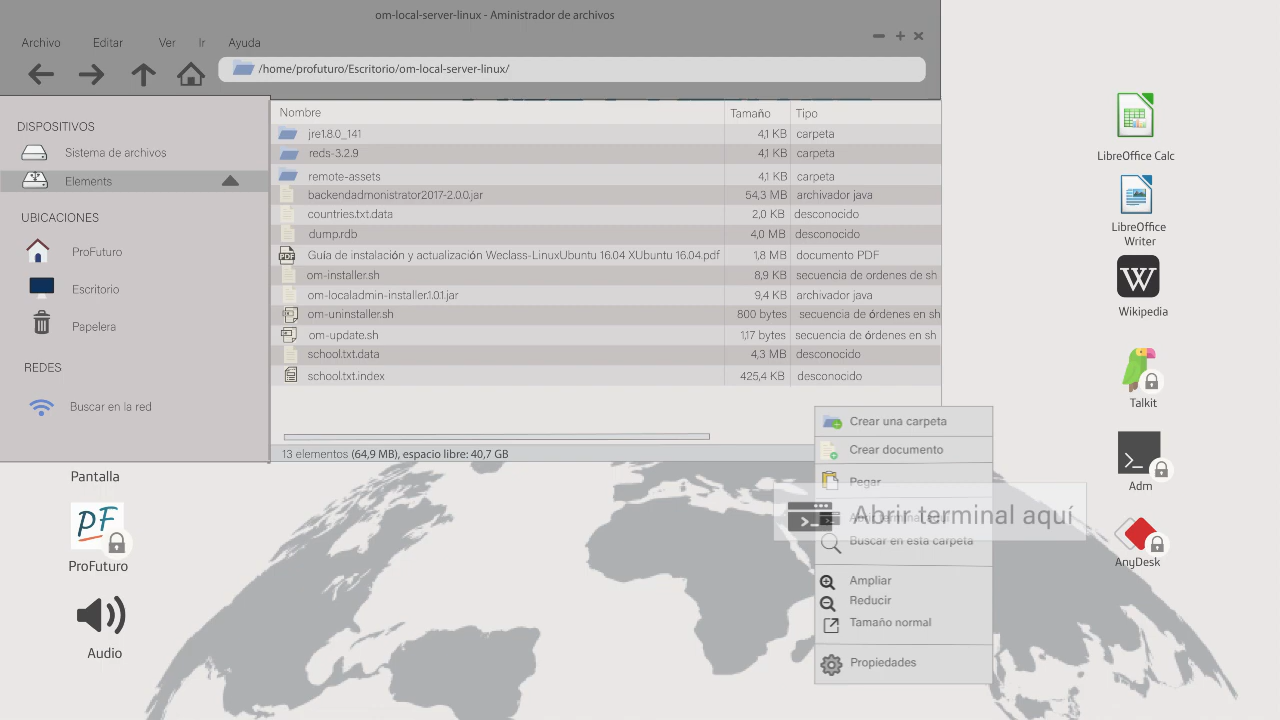 om-local-server-linux - Aministrador de archivos
Archivo Editar Ver Ir Ayuda
/home/profuturo/Escritorio/om-local-server-linux/
DISPOSITIVOS
Sistema de archivos
Elements
UBICACIONES
ProFuturo
Escritorio
Papelera
REDES
Buscar en la red
Nombre Tamaño Tipo
jre1.8.0_141 4,1 KB carpeta
reds-3.2.9 4,1 KB carpeta
remote-assets 4,1 KB carpeta
backendadmonistrator2017-2.0.0.jar 54,3 MB archivador java
countries.txt.data 2,0 KB desconocido
dump.rdb 4,0 MB desconocido
Guía de instalación y actualización Weclass-LinuxUbuntu 16.04 XUbuntu 16.04.pdf 1,8 MB documento PDF
om-installer.sh 8,9 KB secuencia de ordenes de sh
om-localadmin-installer.1.0.1.jar 9,4 KB archivador java
om-uninstaller.sh 800 bytes secuencia de órdenes en sh
om-update.sh 1,17 bytes secuencia de órdenes en sh
school.txt.data 4,3 MB desconocido
school.txt.index 425,4 KB desconocido
13 elementos (64,9 MB), espacio libre: 40,7 GB
Crear una carpeta
Crear documento
Pegar
Abrir terminal aquí
Buscar en esta carpeta
Ampliar
Reducir
Tamaño normal
Propiedades
Pantalla
PF
ProFuturo
Audio
LibreOffice Calc
LibreOffice
Writer
W
Wikipedia
Talkit
Adm
AnyDesk